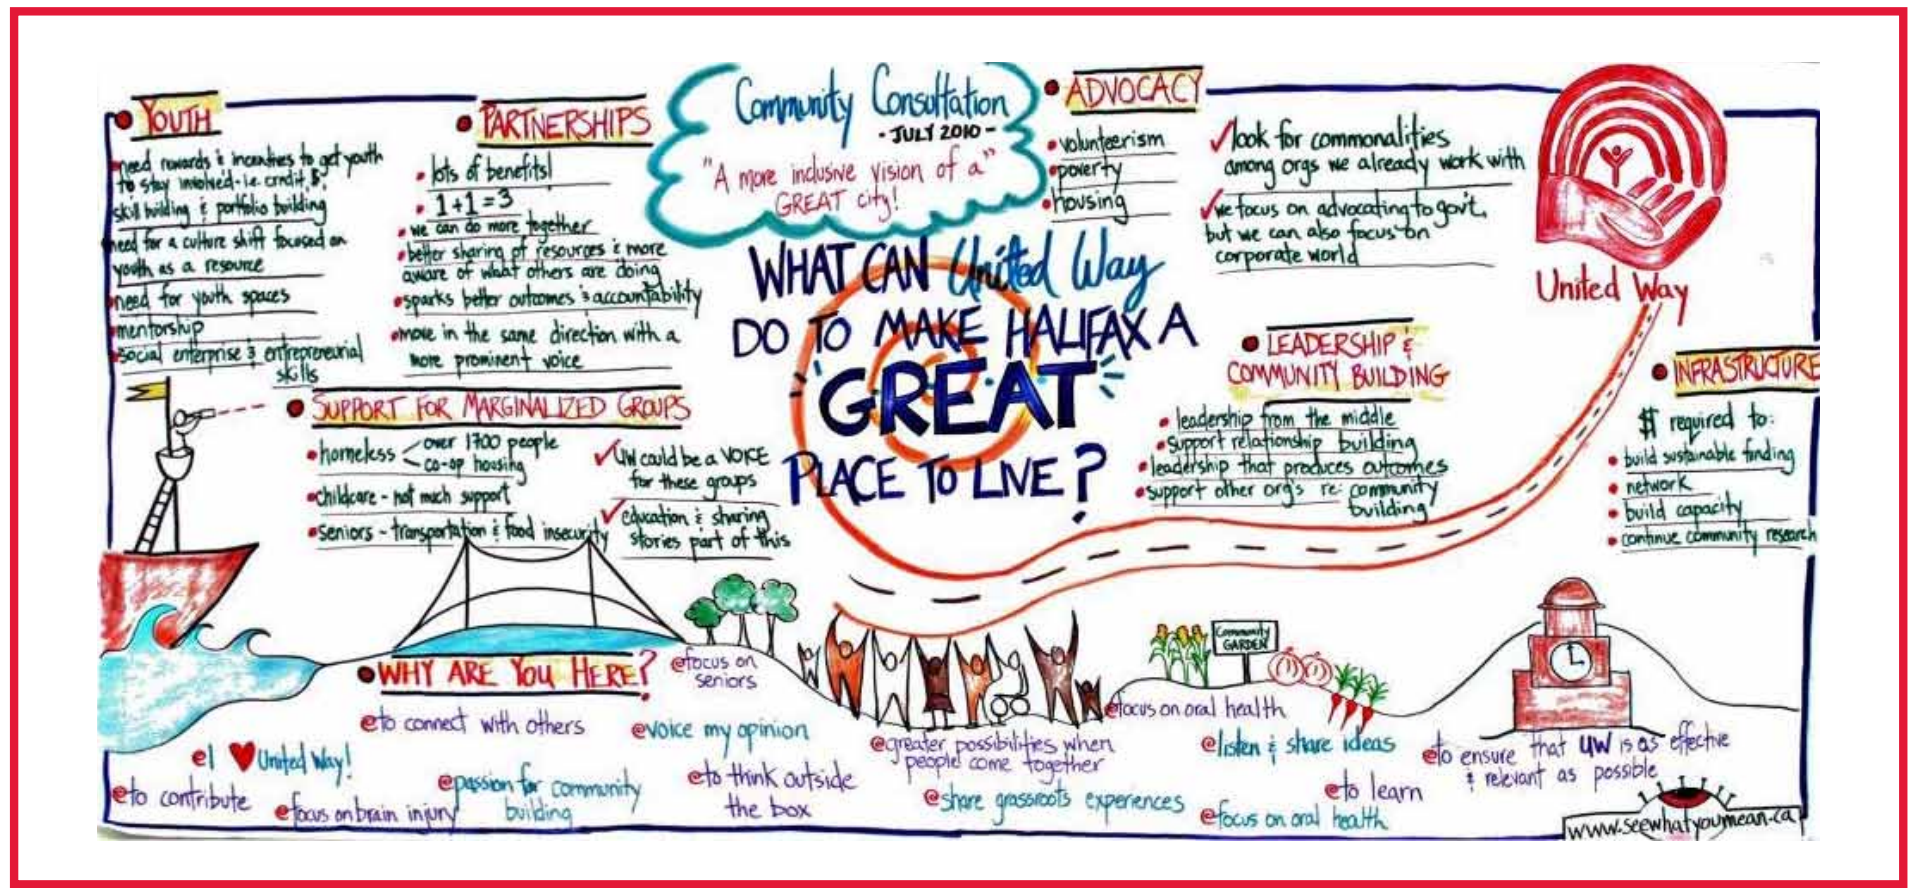 Community Consultation
- JULY 2010 -
"A more inclusive vision of a"
GREAT city!
WHAT CAN United Way
DO TO MAKE HALIFAX A
GREAT
PLACE TO LIVE?
YOUTH
need rewards & incentives to get youth
to stay involved - i.e. credit, $,
skill building & portfolio building
need for a culture shift focused on
youth as a resource
need for youth spaces
mentorship
social enterprise & entrepreneurial
skills
PARTNERSHIPS
lots of benefits!
1+1=3
we can do more together
better sharing of resources & more
aware of what others are doing
sparks better outcomes & accountability
move in the same direction with a
more prominent voice
SUPPORT FOR MARGINALIZED GROUPS
homeless < over 1700 people
co-op housing
childcare - not much support
seniors - transportation & food insecurity
UW could be a VOICE
for these groups
education & sharing
stories part of this
ADVOCACY
volunteerism
poverty
housing
look for commonalities
among orgs we already work with
we focus on advocating to gov't,
but we can also focus on
corporate world
United Way
LEADERSHIP &
COMMUNITY BUILDING
leadership from the middle
support relationship building
leadership that produces outcomes
support other org's re: community
building
INFRASTRUCTURE
$ required to:
build sustainable funding
network
build capacity
continue community research
Community
GARDEN
WHY ARE YOU HERE?
focus on
seniors
to connect with others
voice my opinion
I ♥ United Way!
to contribute
focus on brain injury
passion for community
building
to think outside
the box
greater possibilities when
people come together
share grassroots experiences
focus on oral health
listen & share ideas
to learn
focus on oral health
to ensure that UW is as effective
& relevant as possible
www.seewhatyoumean.ca